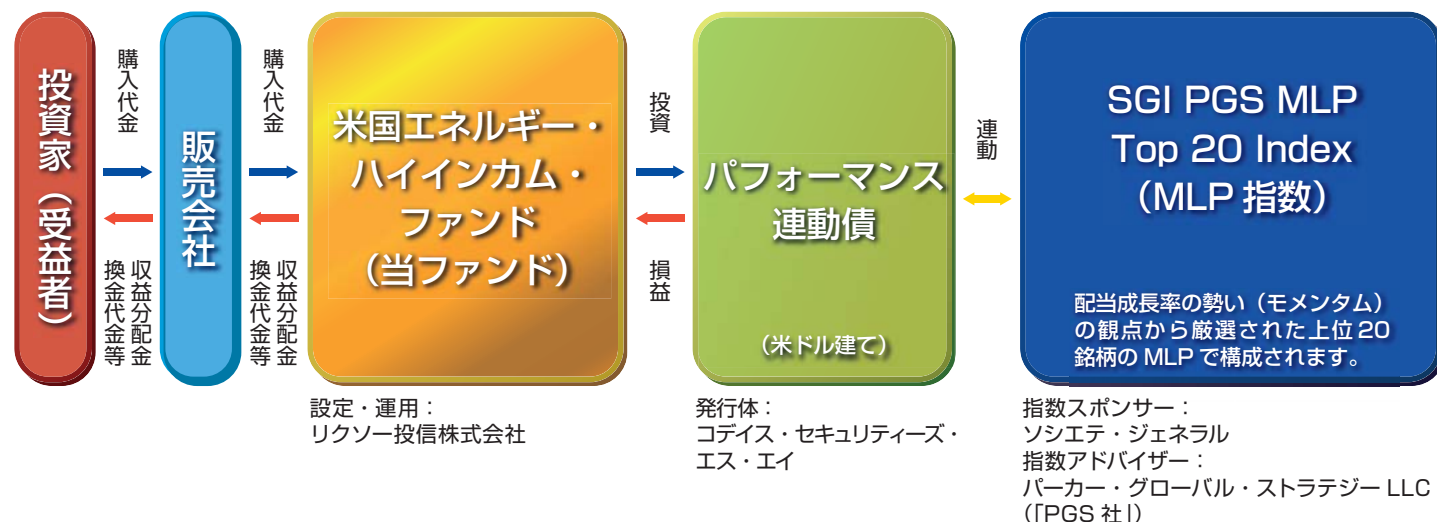 投資家（受益者）
購入代金
収益分配金
換金代金等
販売会社
購入代金
収益分配金
換金代金等
米国エネルギー・
ハイインカム・
ファンド
（当ファンド）
設定・運用：
リクソー投信株式会社
投資
損益
パフォーマンス
連動債
（米ドル建て）
発行体：
コデイス・セキュリティーズ・
エス・エイ
連動
SGI PGS MLP
Top 20 Index
（MLP 指数）
配当成長率の勢い（モメンタム）
の観点から厳選された上位 20
銘柄の MLP で構成されます。
指数スポンサー：
ソシエテ・ジェネラル
指数アドバイザー：
パーカー・グローバル・ストラテジー LLC
（「PGS 社」）